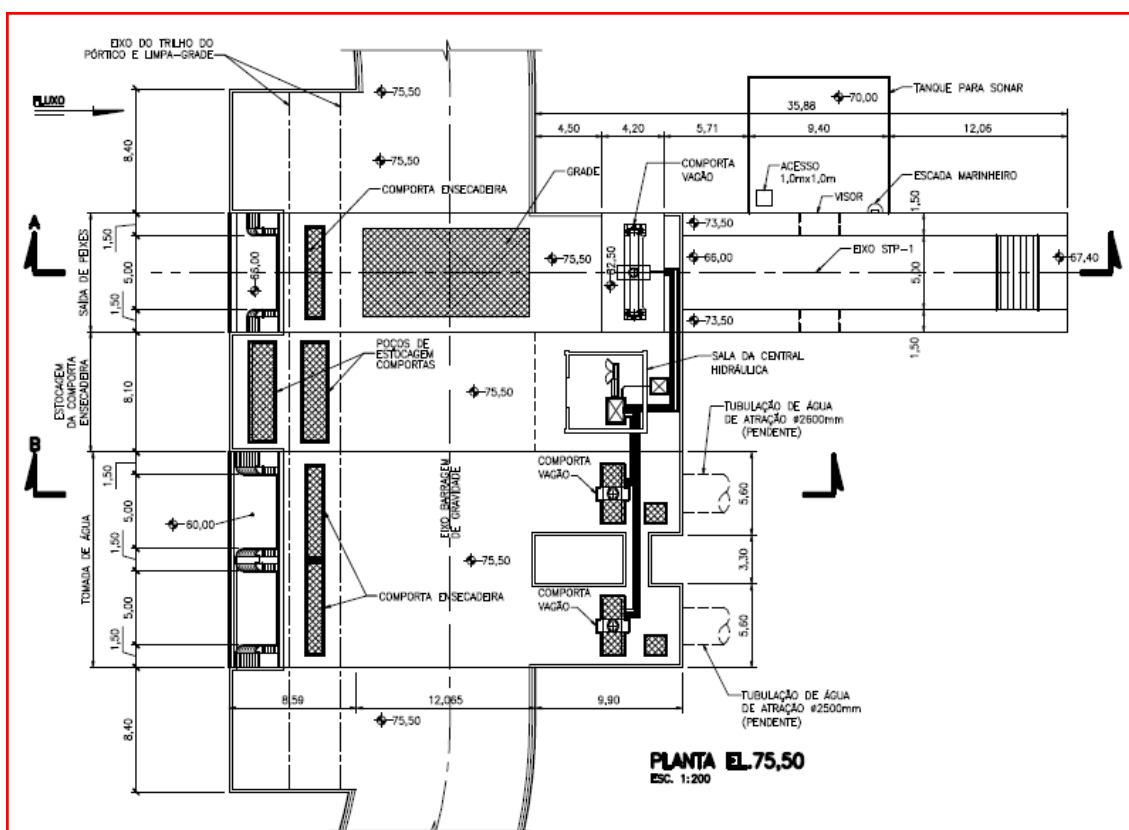 EIXO DO TRILHO DO
PÓRTICO E LIMPA-GRADE
FLUXO
75,50
75,50
8,40
COMPORTA ENSECADEIRA
GRADE
35,88
4,50
4,20
5,71
9,40
12,06
70,00
TANQUE PARA SONAR
COMPORTA
VAGÃO
ACESSO
1,0mx1,0m
VISOR
ESCADA MARINHEIRO
A
SAÍDA DE PEIXES
1,50
5,00
1,50
66,00
75,50
62,50
73,50
66,00
73,50
EIXO STP-1
1,50
5,00
1,50
67,40
ESTOCAGEM
DA COMPORTA
ENSECADEIRA
8,10
POÇOS DE
ESTOCAGEM
COMPORTAS
75,50
SALA DA CENTRAL
HIDRÁULICA
TUBULAÇÃO DE ÁGUA
DE ATRAÇÃO ø2600mm
(PENDENTE)
B
TOMADA DE ÁGUA
1,50
5,00
1,50
5,00
1,50
60,00
EIXO BARRAGEM
DE GRAVIDADE
75,50
COMPORTA
VAGÃO
5,60
3,30
5,60
COMPORTA ENSECADEIRA
COMPORTA
VAGÃO
8,59
12,065
9,90
8,40
75,50
TUBULAÇÃO DE ÁGUA
DE ATRAÇÃO ø2500mm
(PENDENTE)
PLANTA EL.75,50
ESC. 1:200